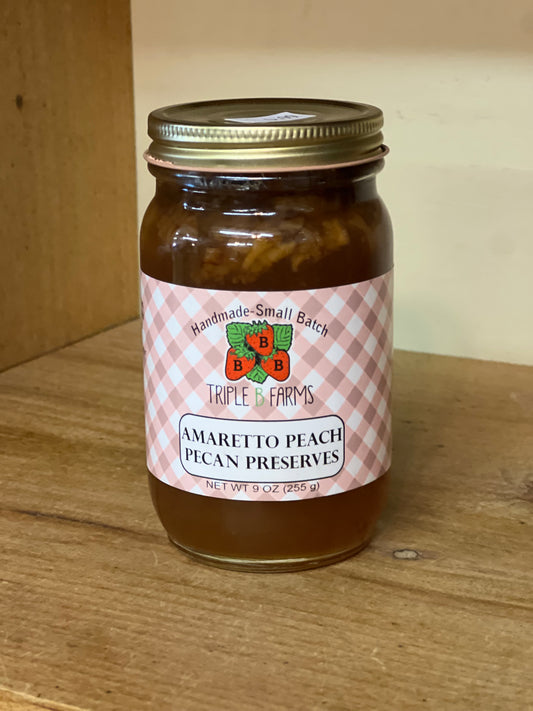 Handmade-Small Batch
B
B B
TRIPLE B FARMS
AMARETTO PEACH
PECAN PRESERVES
NET WT 9 OZ (255 g)